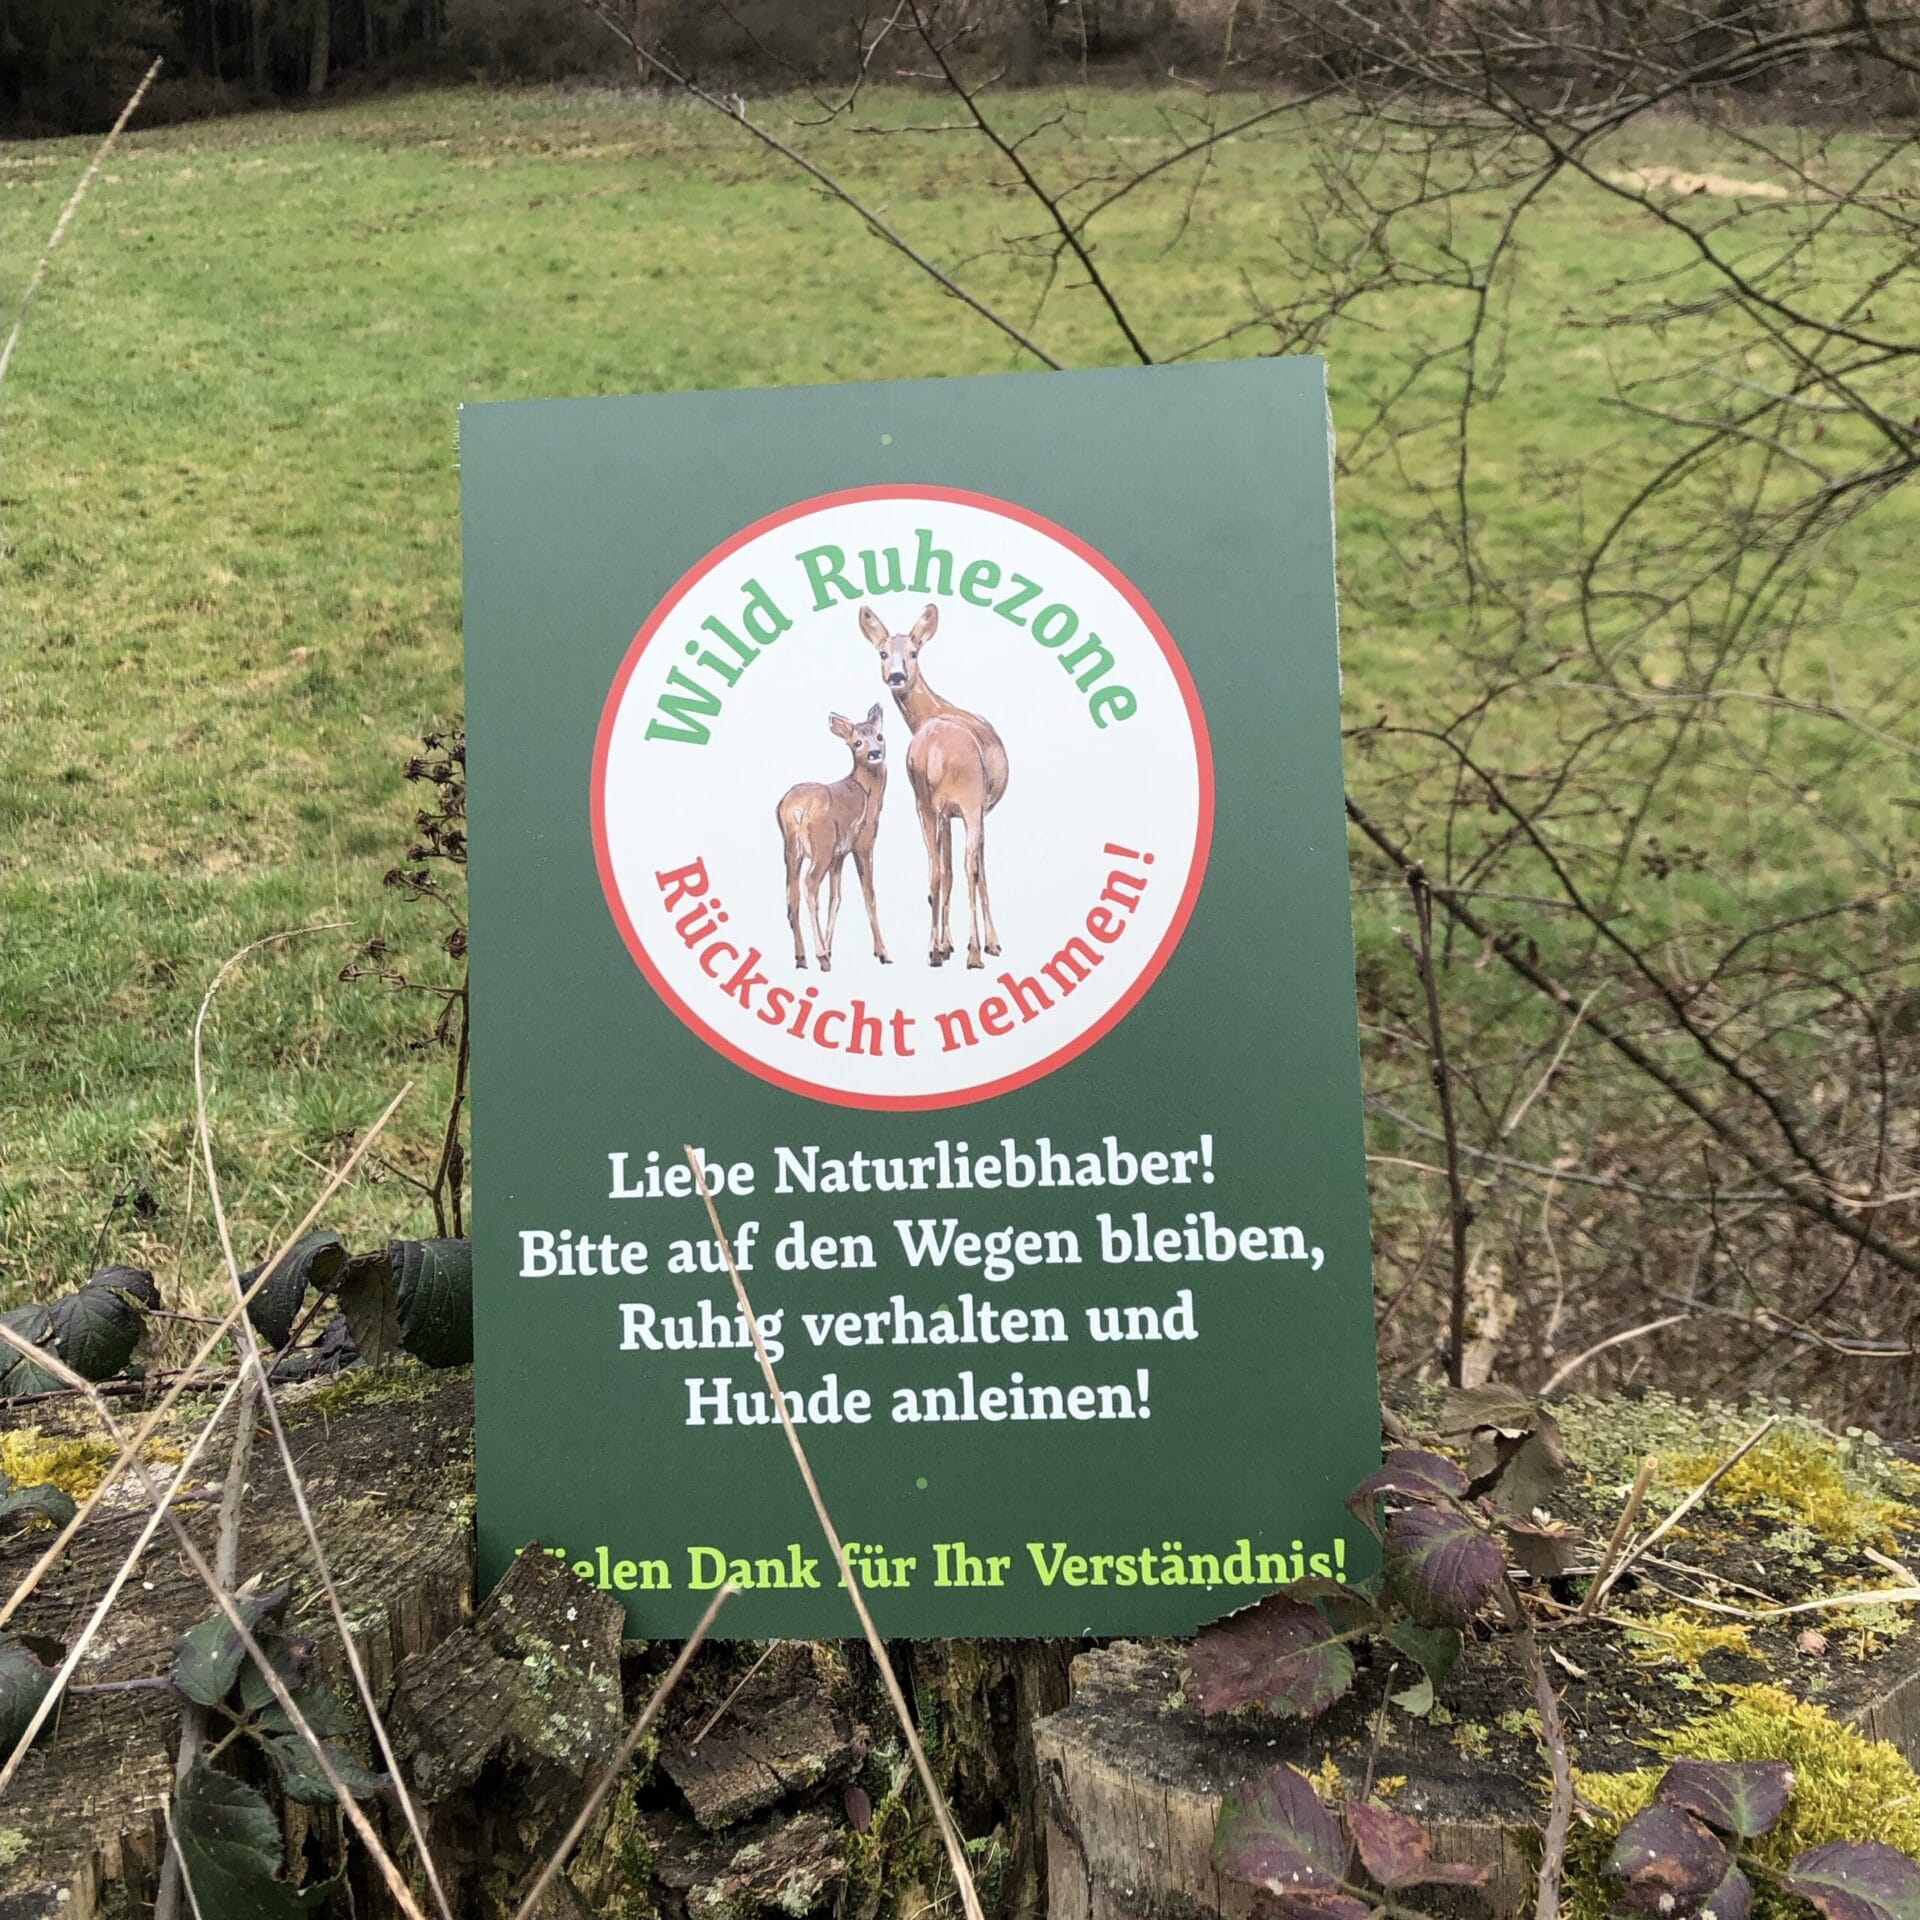 Wild Ruhezone
Rücksicht nehmen!
Liebe Naturliebhaber!
Bitte auf den Wegen bleiben,
Ruhig verhalten und
Hunde anleinen!
Vielen Dank für Ihr Verständnis!